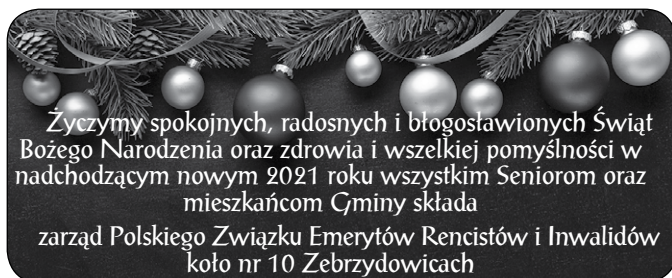 Życzymy spokojnych, radosnych i błogosławionych Świąt
Bożego Narodzenia oraz zdrowia i wszelkiej pomyślności w
nadchodzącym nowym 2021 roku wszystkim Seniorom oraz
mieszkańcom Gminy składa
zarząd Polskiego Związku Emerytów Rencistów i Inwalidów
koło nr 10 Zebrzydowicach